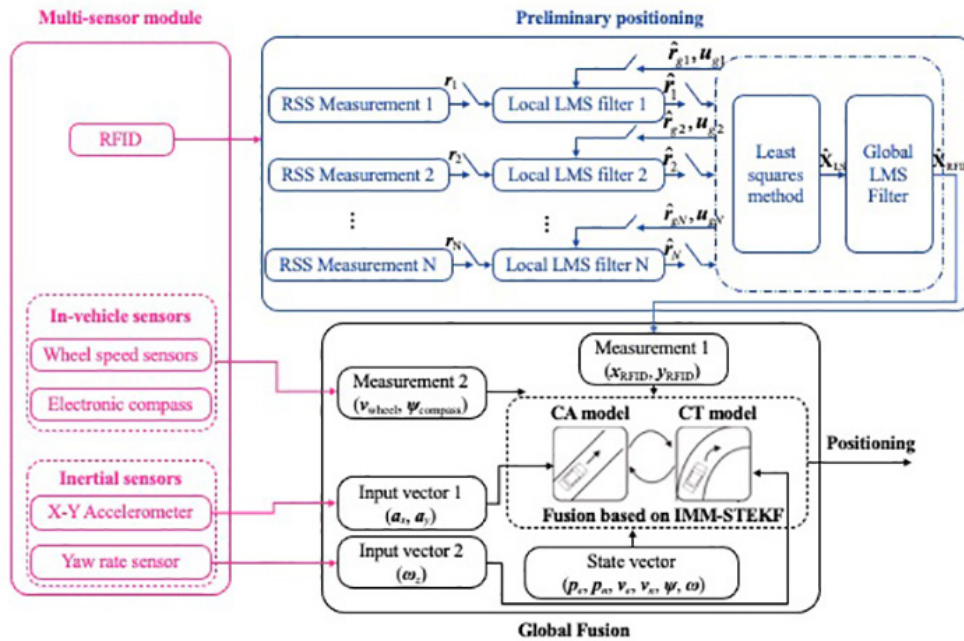 Multi-sensor module
Preliminary positioning
RFID
RSS Measurement 1
r₁
Local LMS filter 1
r̂g1, ug1
r̂₁
RSS Measurement 2
r₂
Local LMS filter 2
r̂g2, ug2
r̂₂
⋮
⋮
RSS Measurement N
rN
Local LMS filter N
r̂gN, ugN
r̂N
Least
squares
method
X̂LS
Global
LMS
Filter
X̂RFID
In-vehicle sensors
Wheel speed sensors
Electronic compass
Inertial sensors
X-Y Accelerometer
Yaw rate sensor
Measurement 1
(xRFID, yRFID)
Measurement 2
(vwheel, ψcompass)
CA model
CT model
Positioning
Input vector 1
(ax, ay)
Fusion based on IMM-STEKF
Input vector 2
(ωz)
State vector
(pe, pn, ve, vn, ψ, ω)
Global Fusion